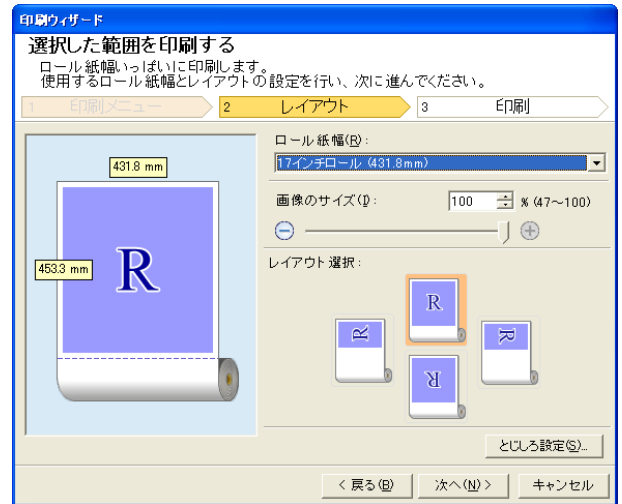 印刷ウィザード
選択した範囲を印刷する
ロール紙幅いっぱいに印刷します。
使用するロール紙幅とレイアウトの設定を行い、次に進んでください。
1 印刷メニュー 2 レイアウト 3 印刷
ロール紙幅(R):
17インチロール (431.8mm)
431.8 mm
画像のサイズ(I): 100 % (47~100)
453.3 mm
R
レイアウト選択:
R
R
R
R
とじしろ設定(S)...
< 戻る(B) 次へ(N) > キャンセル